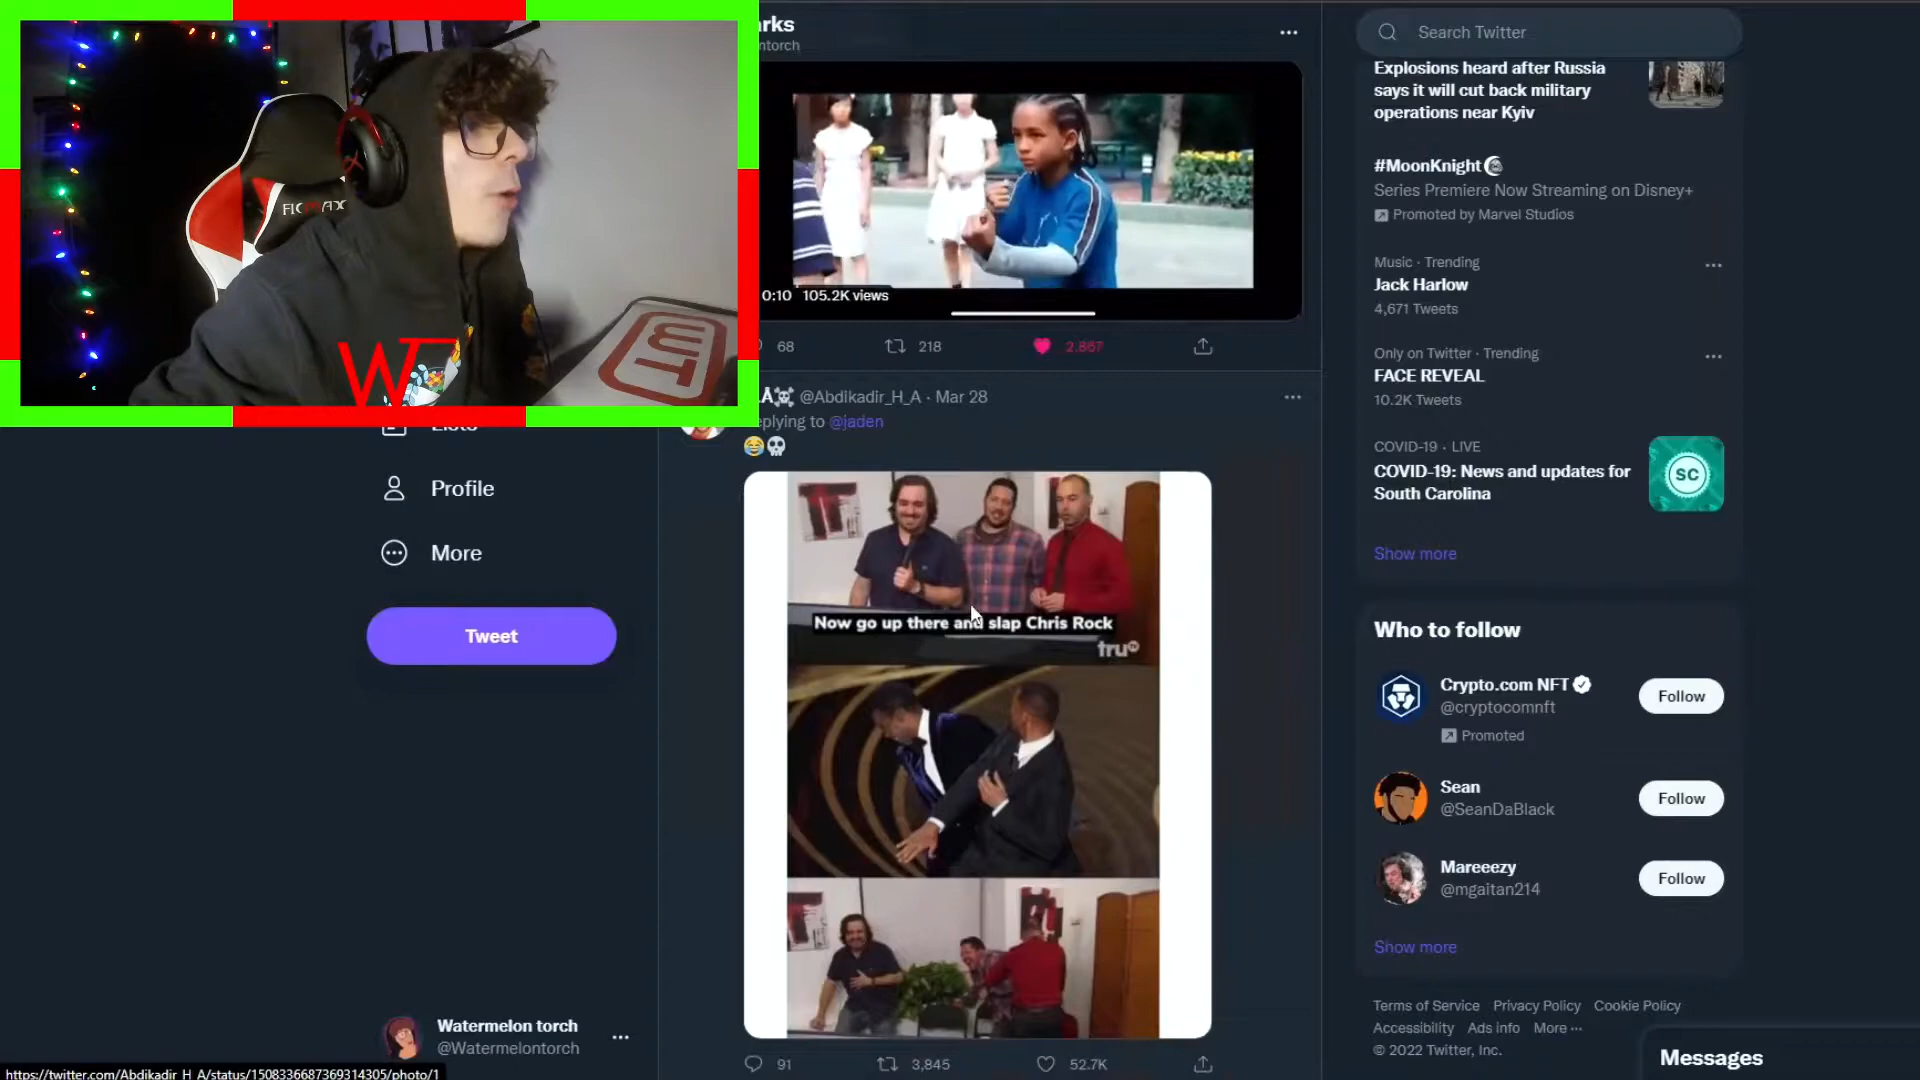 arks
ntorch
Search Twitter
Explosions heard after Russia
says it will cut back military
operations near Kyiv
#MoonKnight
Series Premiere Now Streaming on Disney+
Promoted by Marvel Studios
Music · Trending
Jack Harlow
4,671 Tweets
Only on Twitter · Trending
FACE REVEAL
10.2K Tweets
COVID-19 · LIVE
COVID-19: News and updates for
South Carolina
SC
Show more
Who to follow
Crypto.com NFT
@cryptocomnft
Follow
Promoted
Sean
@SeanDaBlack
Follow
Mareeezy
@mgaitan214
Follow
Show more
Terms of Service Privacy Policy Cookie Policy
Accessibility Ads info More ···
© 2022 Twitter, Inc.
Messages
0:10 105.2K views
68 218 2,867
@Abdikadir_H_A · Mar 28
eplying to @jaden
😂💀
Now go up there and slap Chris Rock
tru
91 3,845 52.7K
WT
WT
Profile
More
Tweet
Watermelon torch
@Watermelontorch
https://twitter.com/Abdikadir_H_A/status/1508336687369314305/photo/1